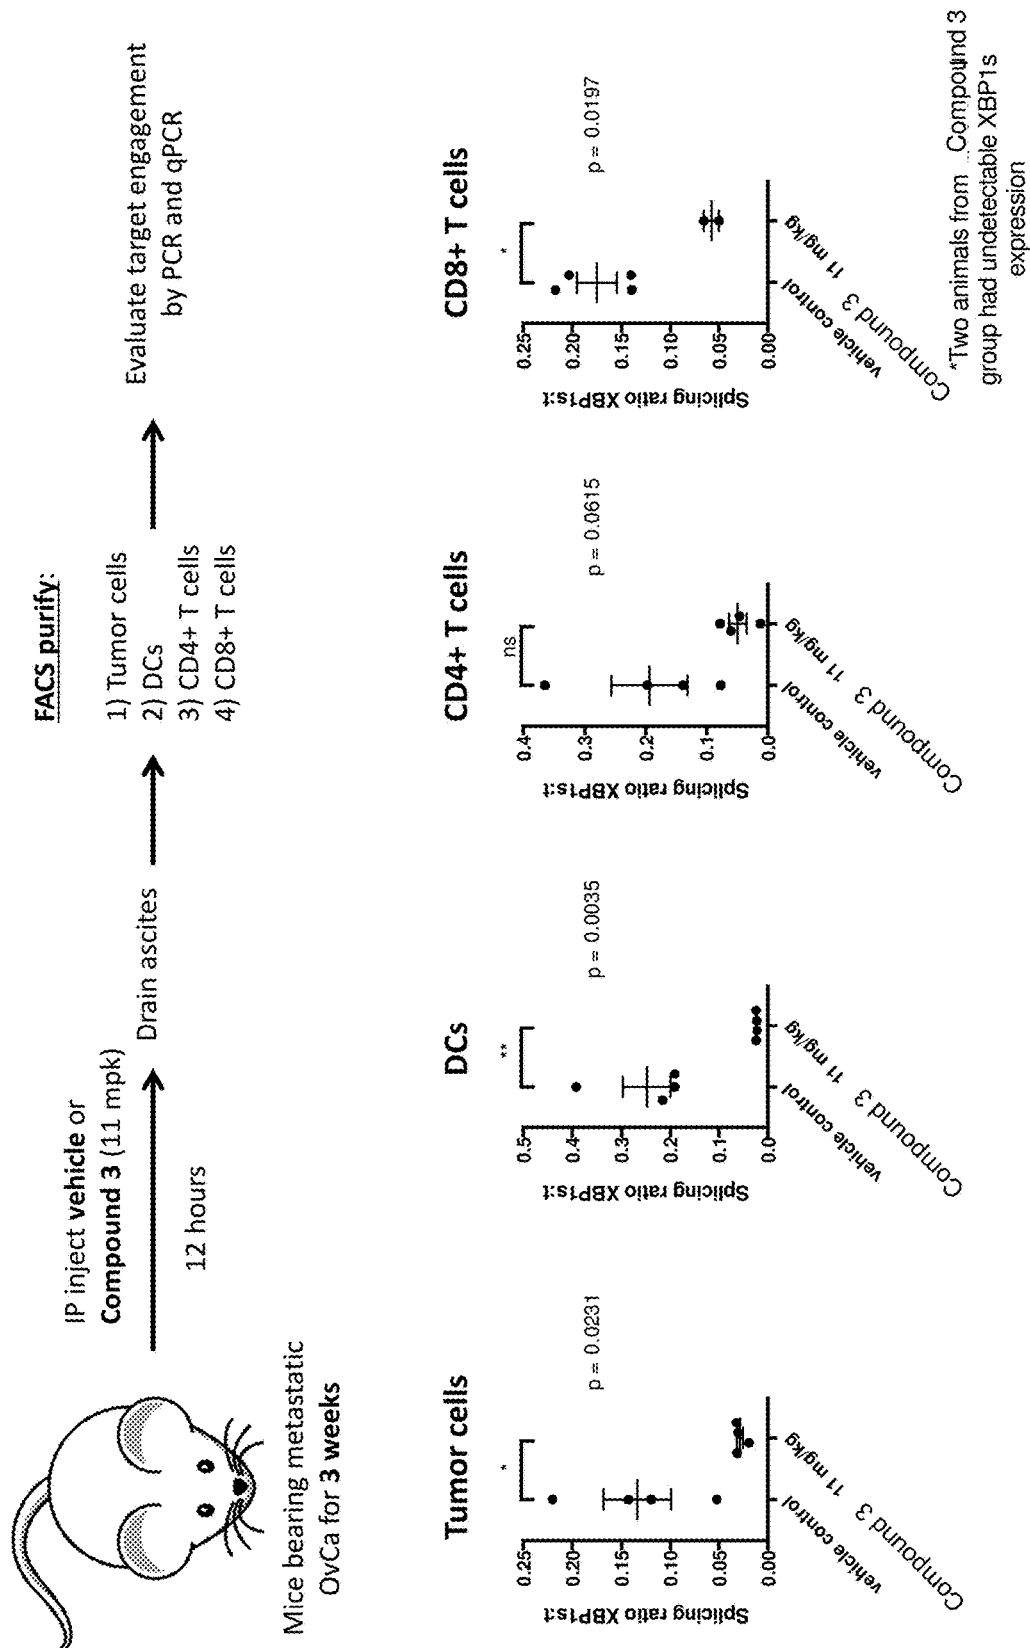 IP inject vehicle or
Compound 3 (11 mpk)
12 hours
Mice bearing metastatic
OvCa for 3 weeks
Drain ascites
FACS purify:
1) Tumor cells
2) DCs
3) CD4+ T cells
4) CD8+ T cells
Evaluate target engagement
by PCR and qPCR
Tumor cells
Splicing ratio XBP1s:t
0.25
0.20
0.15
0.10
0.05
0.00
*
p = 0.0231
vehicle control
Compound 3 11 mg/kg
DCs
Splicing ratio XBP1s:t
0.5
0.4
0.3
0.2
0.1
0.0
**
p = 0.0035
vehicle control
Compound 3 11 mg/kg
CD4+ T cells
Splicing ratio XBP1s:t
0.4
0.3
0.2
0.1
0.0
ns
p = 0.0615
vehicle control
Compound 3 11 mg/kg
CD8+ T cells
Splicing ratio XBP1s:t
0.25
0.20
0.15
0.10
0.05
0.00
*
p = 0.0197
vehicle control
Compound 3 11 mg/kg
*Two animals from Compound 3
group had undetectable XBP1s
expression